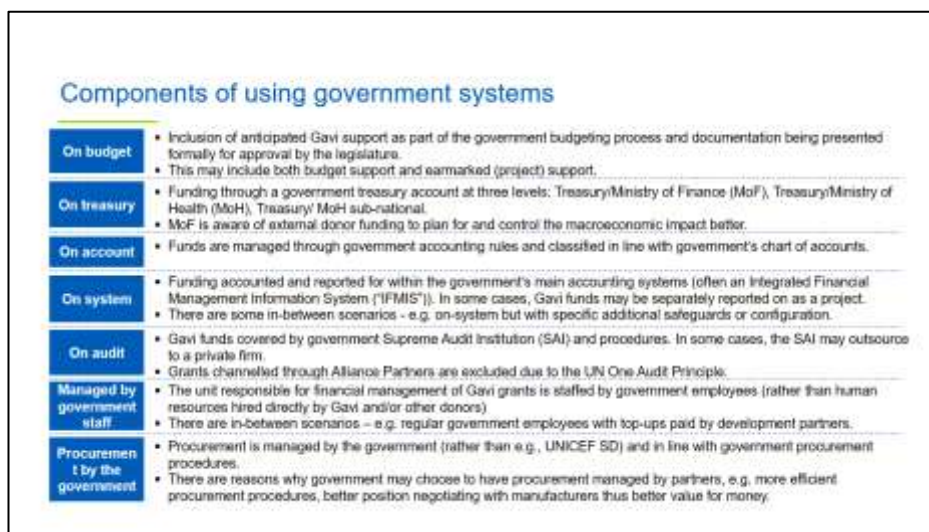 Components of using government systems
On budget
▪ Inclusion of anticipated Gavi support as part of the government budgeting process and documentation being presented
formally for approval by the legislature.
▪ This may include both budget support and earmarked (project) support.
On treasury
▪ Funding through a government treasury account at three levels: Treasury/Ministry of Finance (MoF), Treasury/Ministry of
Health (MoH), Treasury/ MoH sub-national.
▪ MoF is aware of external donor funding to plan for and control the macroeconomic impact better.
On account
▪ Funds are managed through government accounting rules and classified in line with government's chart of accounts.
On system
▪ Funding accounted and reported for within the government's main accounting systems (often an Integrated Financial
Management Information System ("IFMIS")). In some cases, Gavi funds may be separately reported on as a project.
▪ There are some in-between scenarios - e.g. on-system but with specific additional safeguards or configuration.
On audit
▪ Gavi funds covered by government Supreme Audit Institution (SAI) and procedures. In some cases, the SAI may outsource
to a private firm.
▪ Grants channelled through Alliance Partners are excluded due to the UN One Audit Principle.
Managed by
government
staff
▪ The unit responsible for financial management of Gavi grants is staffed by government employees (rather than human
resources hired directly by Gavi and/or other donors)
▪ There are in-between scenarios – e.g. regular government employees with top-ups paid by development partners.
Procuremen
t by the
government
▪ Procurement is managed by the government (rather than e.g., UNICEF SD) and in line with government procurement
procedures.
▪ There are reasons why government may choose to have procurement managed by partners, e.g. more efficient
procurement procedures, better position negotiating with manufacturers thus better value for money.